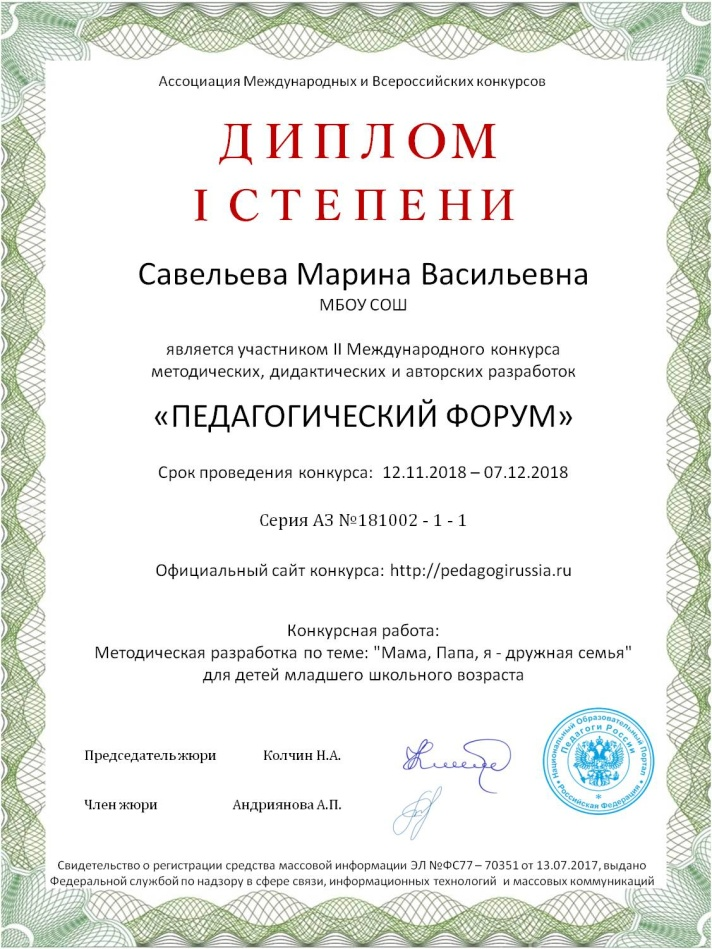 Ассоциация Международных и Всероссийских конкурсов
ДИПЛОМ
I СТЕПЕНИ
Савельева Марина Васильевна
МБОУ СОШ
является участником II Международного конкурса
методических, дидактических и авторских разработок
«ПЕДАГОГИЧЕСКИЙ ФОРУМ»
Срок проведения конкурса: 12.11.2018 – 07.12.2018
Серия АЗ №181002 - 1 - 1
Официальный сайт конкурса: http://pedagogirussia.ru
Конкурсная работа:
Методическая разработка по теме: "Мама, Папа, я - дружная семья"
для детей младшего школьного возраста
Национальный Образовательный Портал
Педагоги России
* Российская Федерация *
Председатель жюри Колчин Н.А.
Член жюри Андриянова А.П.
Свидетельство о регистрации средства массовой информации ЭЛ №ФС77 – 70351 от 13.07.2017, выдано
Федеральной службой по надзору в сфере связи, информационных технологий и массовых коммуникаций